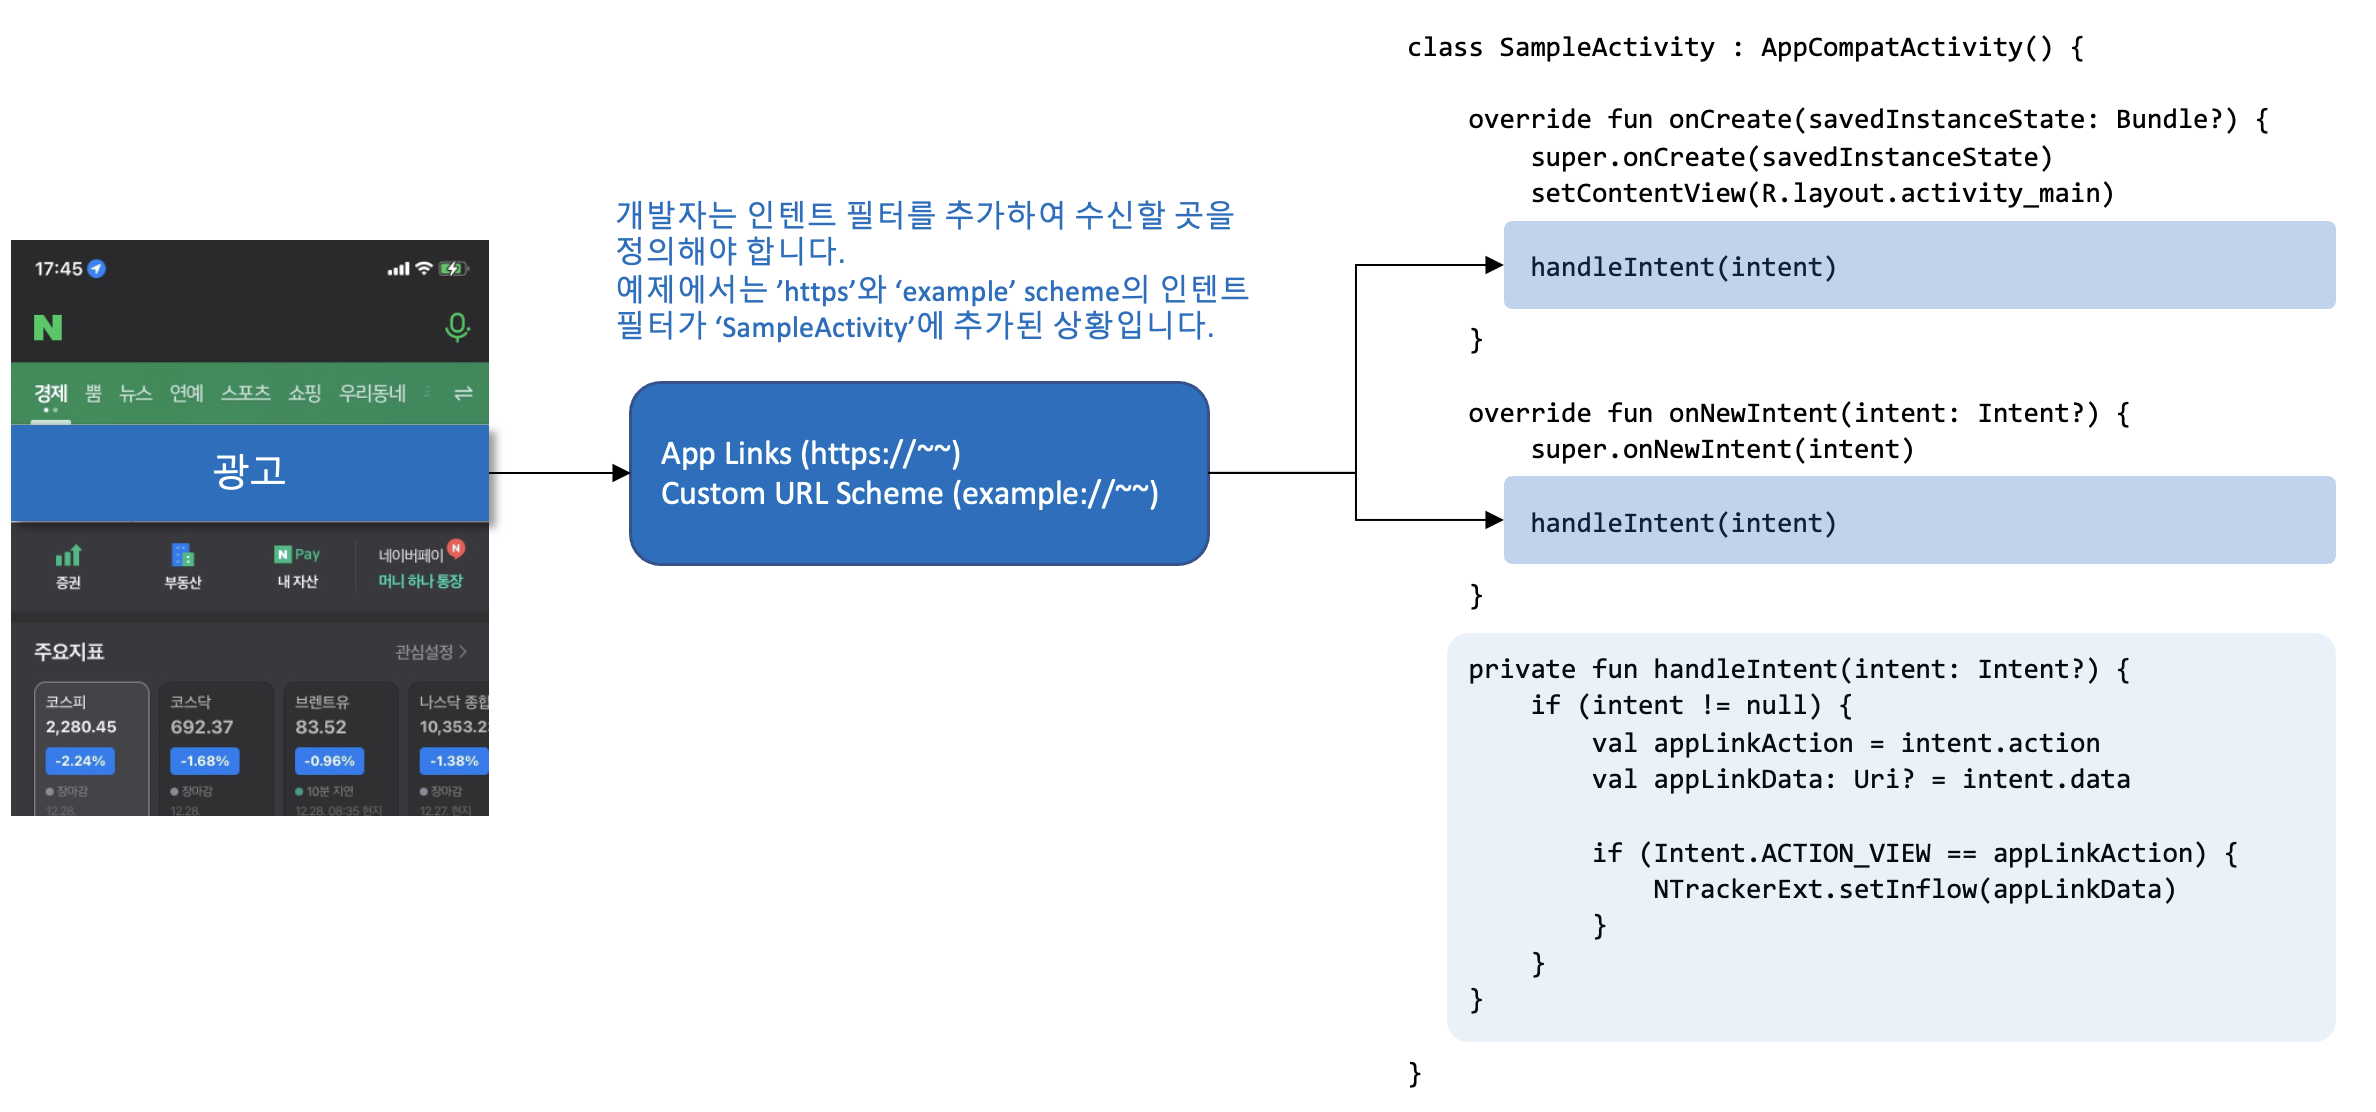 17:45
N
경제 뿜 뉴스 연예 스포츠 쇼핑 우리동네
광고
증권
부동산
N Pay
내 자산
네이버페이 N
머니 하나 통장
주요지표
관심설정 >
코스피
2,280.45
-2.24%
장마감
12.28.
코스닥
692.37
-1.68%
장마감
12.28.
브렌트유
83.52
-0.96%
10분 지연
12.28. 08:35 현지
나스닥 종합
10,353.2
-1.38%
장마감
12.27. 현지
개발자는 인텐트 필터를 추가하여 수신할 곳을
정의해야 합니다.
예제에서는 ’https’와 ‘example’ scheme의 인텐트
필터가 ‘SampleActivity’에 추가된 상황입니다.
App Links (https://~~)
Custom URL Scheme (example://~~)
class SampleActivity : AppCompatActivity() {
override fun onCreate(savedInstanceState: Bundle?) {
super.onCreate(savedInstanceState)
setContentView(R.layout.activity_main)
handleIntent(intent)
}
override fun onNewIntent(intent: Intent?) {
super.onNewIntent(intent)
handleIntent(intent)
}
private fun handleIntent(intent: Intent?) {
if (intent != null) {
val appLinkAction = intent.action
val appLinkData: Uri? = intent.data
if (Intent.ACTION_VIEW == appLinkAction) {
NTrackerExt.setInflow(appLinkData)
}
}
}
}